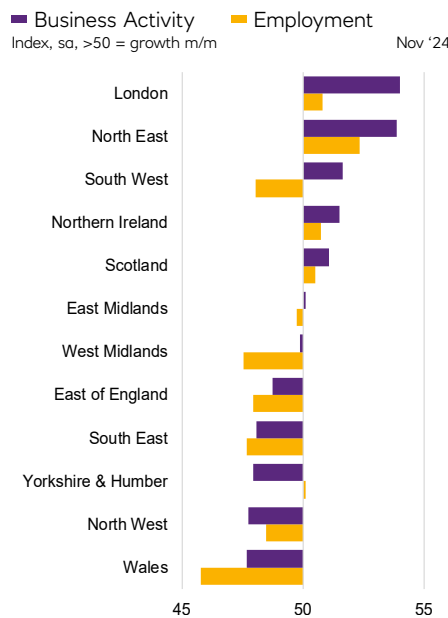 Business Activity Employment
Index, sa, >50 = growth m/m Nov ‘24
London
North East
South West
Northern Ireland
Scotland
East Midlands
West Midlands
East of England
South East
Yorkshire & Humber
North West
Wales
45 50 55